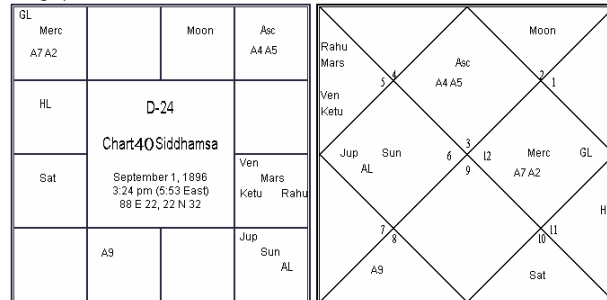 GL
Merc
A7 A2
Moon
Asc
A4 A5
HL
D-24
Chart40Siddhamsa
September 1, 1896
3:24 pm (5:53 East)
88 E 22, 22 N 32
Sat
Ven
Mars
Ketu Rahu
A9
Jup
Sun
AL
Moon
Rahu
Mars
Asc
A4 A5
5 4
2 1
Ven
Ketu
Jup Sun
AL
3
6 12
9
Merc GL
A7 A2
H
7
8
11
10
A9
Sat